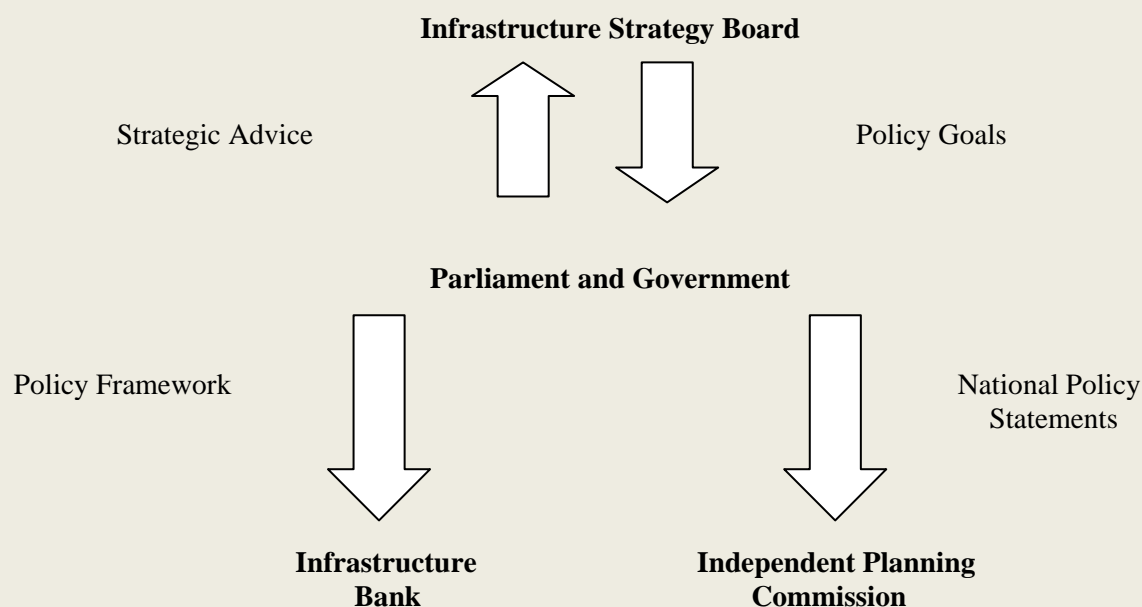 Infrastructure Strategy Board
Strategic Advice
Policy Goals
Parliament and Government
Policy Framework
National Policy
Statements
Infrastructure
Bank
Independent Planning
Commission